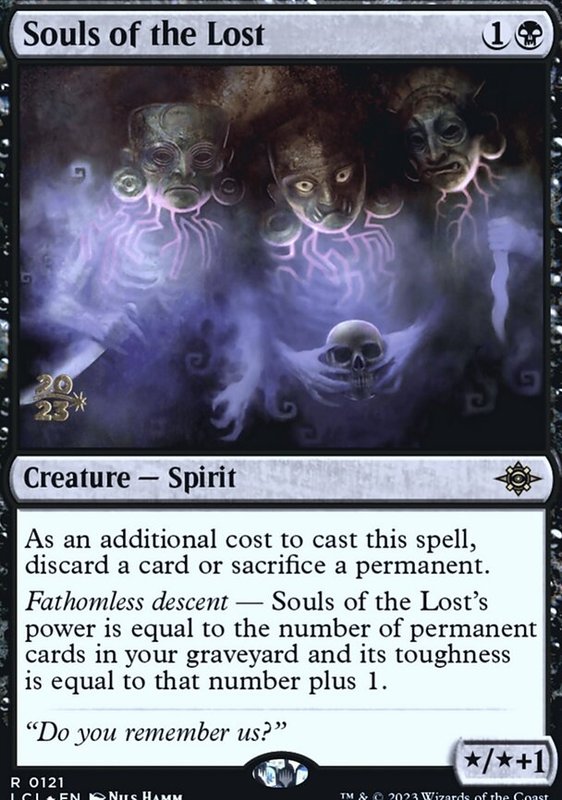 Souls of the Lost 1
20
23
Creature — Spirit
As an additional cost to cast this spell,
discard a card or sacrifice a permanent.
Fathomless descent — Souls of the Lost's
power is equal to the number of permanent
cards in your graveyard and its toughness
is equal to that number plus 1.
“Do you remember us?”
★/★+1
R 0121
LCI ★ EN Nils Hamm ™ & © 2023 Wizards of the Coast